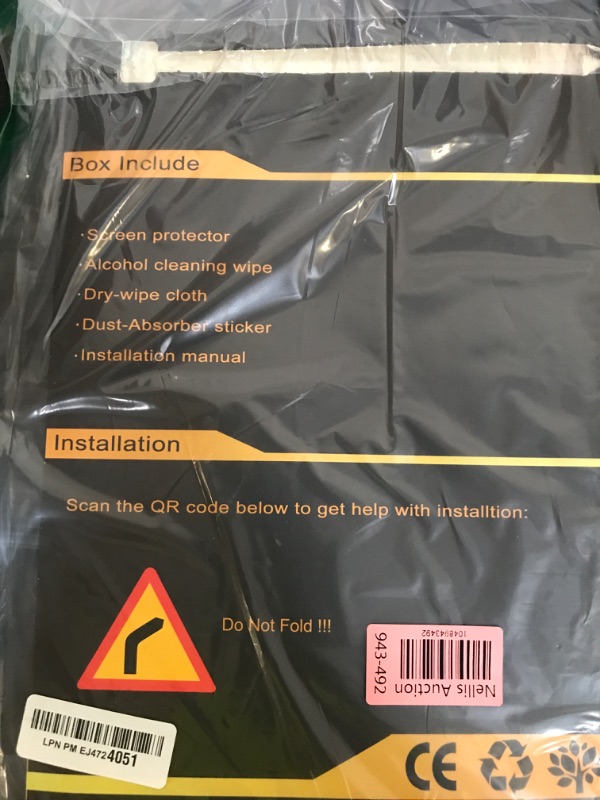 Box Include
·Screen protector
·Alcohol cleaning wipe
·Dry-wipe cloth
·Dust-Absorber sticker
·Installation manual
Installation
Scan the QR code below to get help with installtion:
Do Not Fold !!!
1048943492
Nellis Auction
943-492
LPN PM EJ4724051
CE